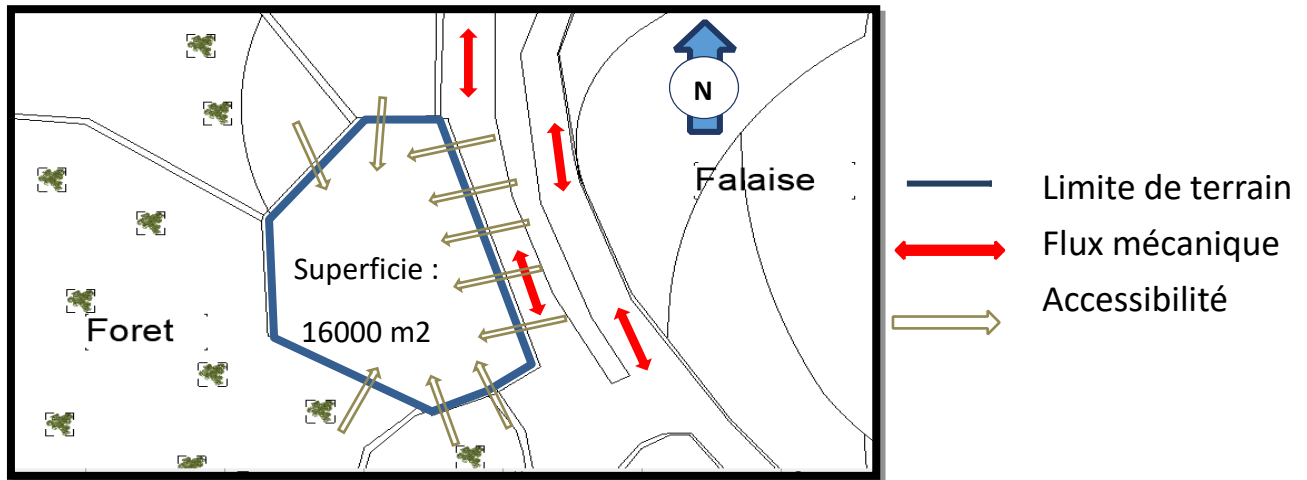 N
Falaise
Superficie :
16000 m2
Foret
Limite de terrain
Flux mécanique
Accessibilité